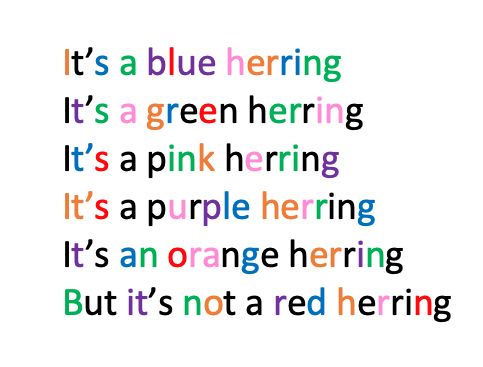 It’s a blue herring
It’s a green herring
It’s a pink herring
It’s a purple herring
It’s an orange herring
But it’s not a red herring